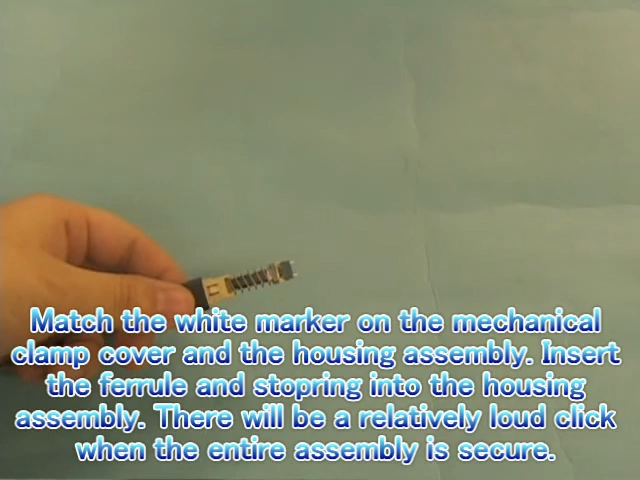 Match the white marker on the mechanical
clamp cover and the housing assembly. Insert
the ferrule and stopring into the housing
assembly. There will be a relatively loud click
when the entire assembly is secure.